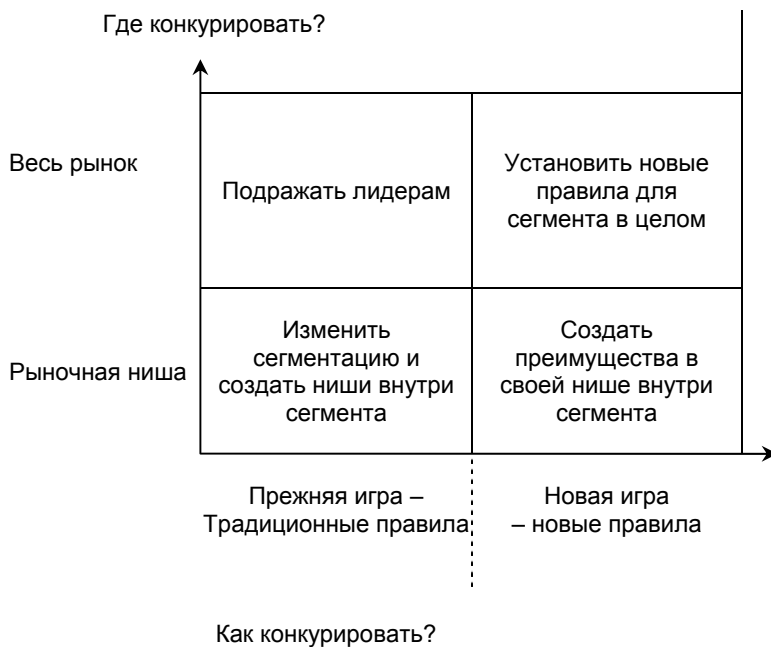 Где конкурировать?
Весь рынок
Подражать лидерам
Установить новые
правила для
сегмента в целом
Рыночная ниша
Изменить
сегментацию и
создать ниши внутри
сегмента
Создать
преимущества в
своей нише внутри
сегмента
Прежняя игра –
Традиционные правила
Новая игра
– новые правила
Как конкурировать?